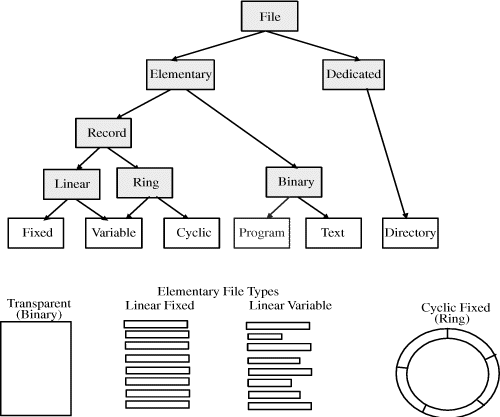 File
Elementary
Dedicated
Record
Linear
Ring
Binary
Fixed
Variable
Cyclic
Program
Text
Directory
Elementary File Types
Transparent
(Binary)
Linear Fixed
Linear Variable
Cyclic Fixed
(Ring)